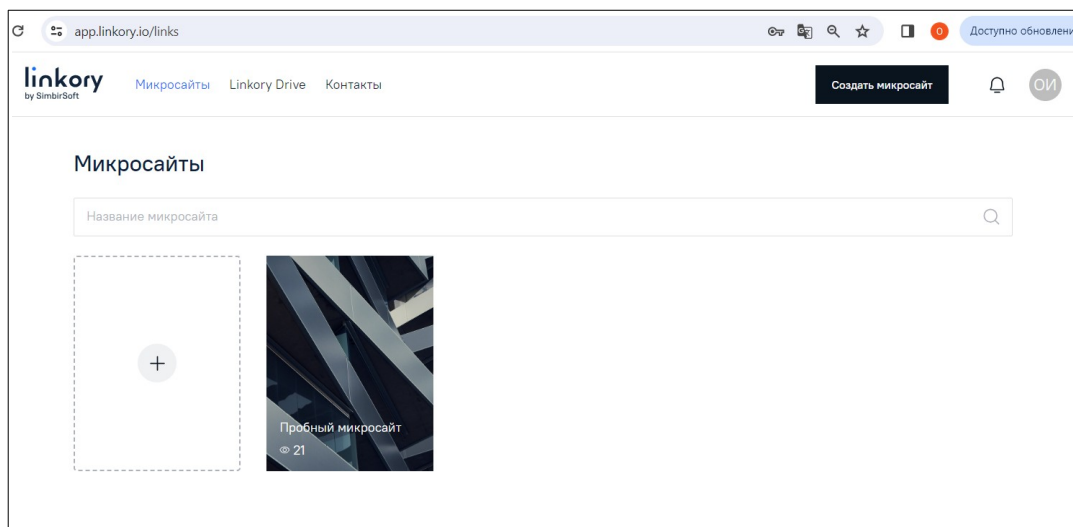 app.linkory.io/links
0
Доступно обновлени
linkory
by SimbirSoft
Микросайты
Linkory Drive
Контакты
Создать микросайт
ОИ
Микросайты
Название микросайта
Пробный микросайт
21